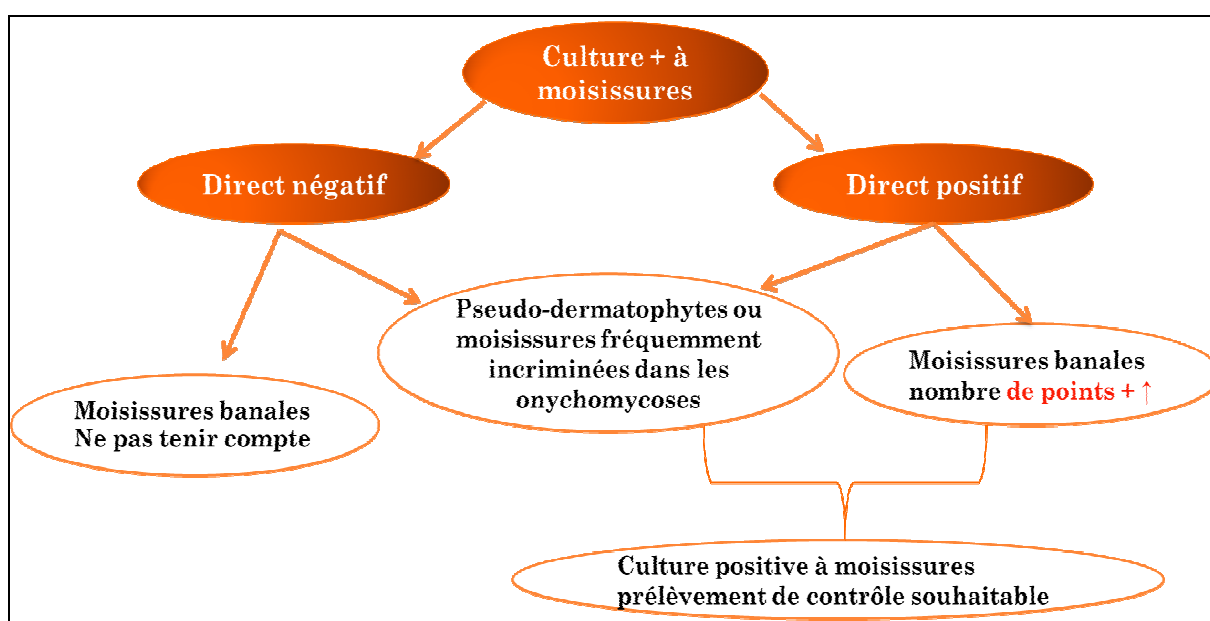 Culture + à
moisissures
Direct négatif
Direct positif
Pseudo-dermatophytes ou
moisissures fréquemment
incriminées dans les
onychomycoses
Moisissures banales
nombre de points + ↑
Moisissures banales
Ne pas tenir compte
Culture positive à moisissures
prélèvement de contrôle souhaitable